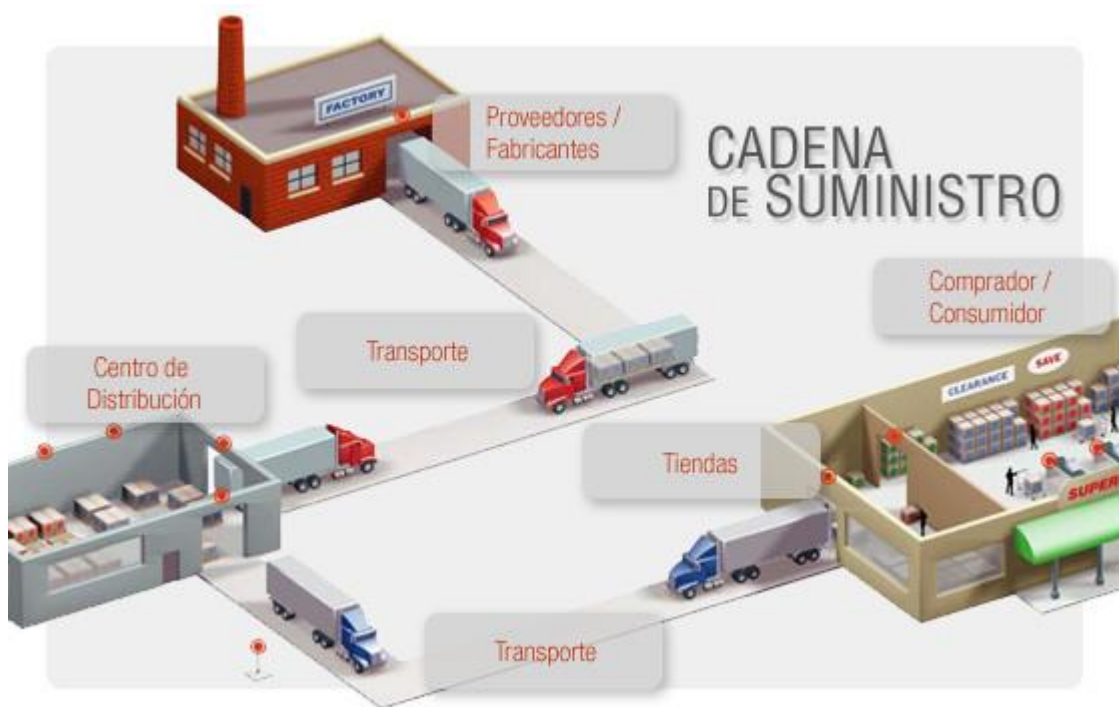 FACTORY
Proveedores /
Fabricantes
CADENA
DE SUMINISTRO
Comprador /
Consumidor
Transporte
Centro de
Distribución
SAVE
CLEARANCE
Tiendas
SUPER
Transporte